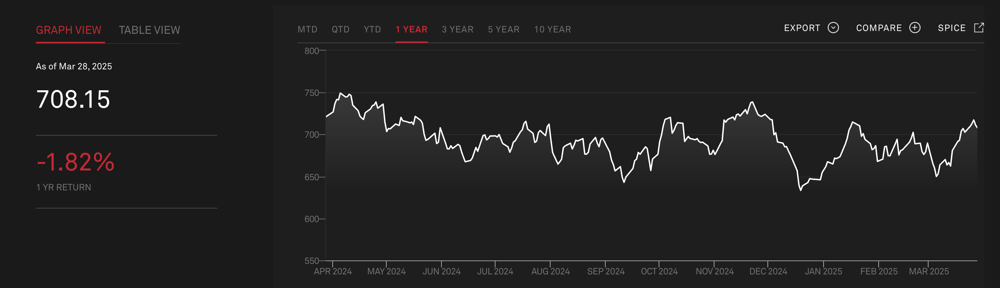 GRAPH VIEW TABLE VIEW
As of Mar 28, 2025
708.15
-1.82%
1 YR RETURN
MTD QTD YTD 1 YEAR 3 YEAR 5 YEAR 10 YEAR
EXPORT COMPARE SPICE
800
750
700
650
600
550
APR 2024 MAY 2024 JUN 2024 JUL 2024 AUG 2024 SEP 2024 OCT 2024 NOV 2024 DEC 2024 JAN 2025 FEB 2025 MAR 2025